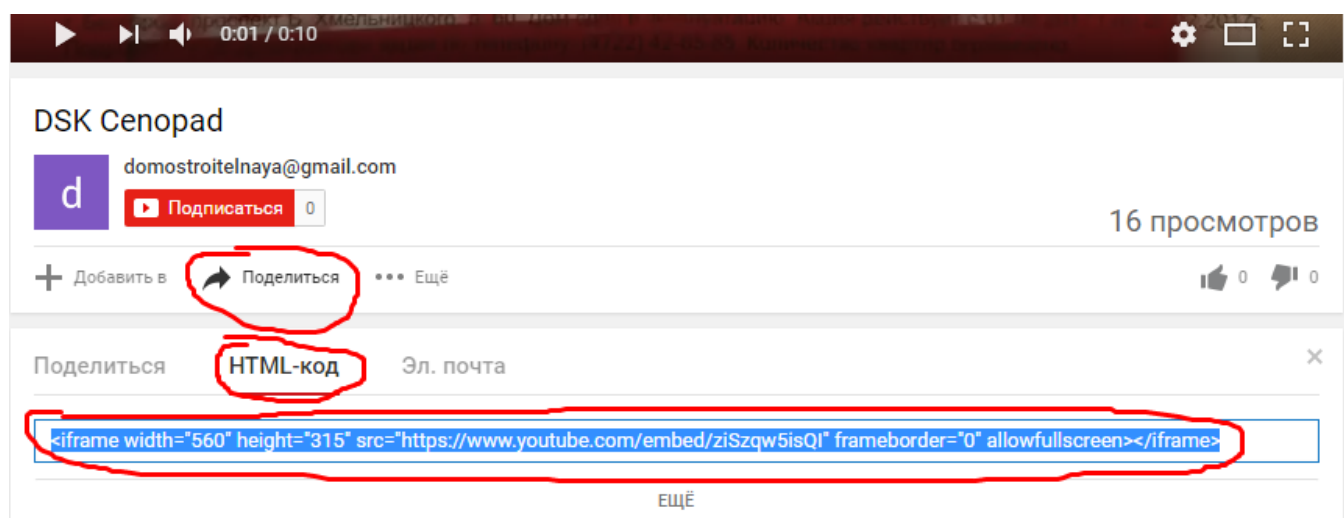 проспект Б. Хмельницкого
0:01 / 0:10
DSK Cenopad
d
domostroitelnaya@gmail.com
Подписаться 0
16 просмотров
Добавить в Поделиться Ещё 0 0
Поделиться HTML-код Эл. почта
<iframe width="560" height="315" src="https://www.youtube.com/embed/ziSzqw5isQI" frameborder="0" allowfullscreen></iframe>
ЕЩЁ